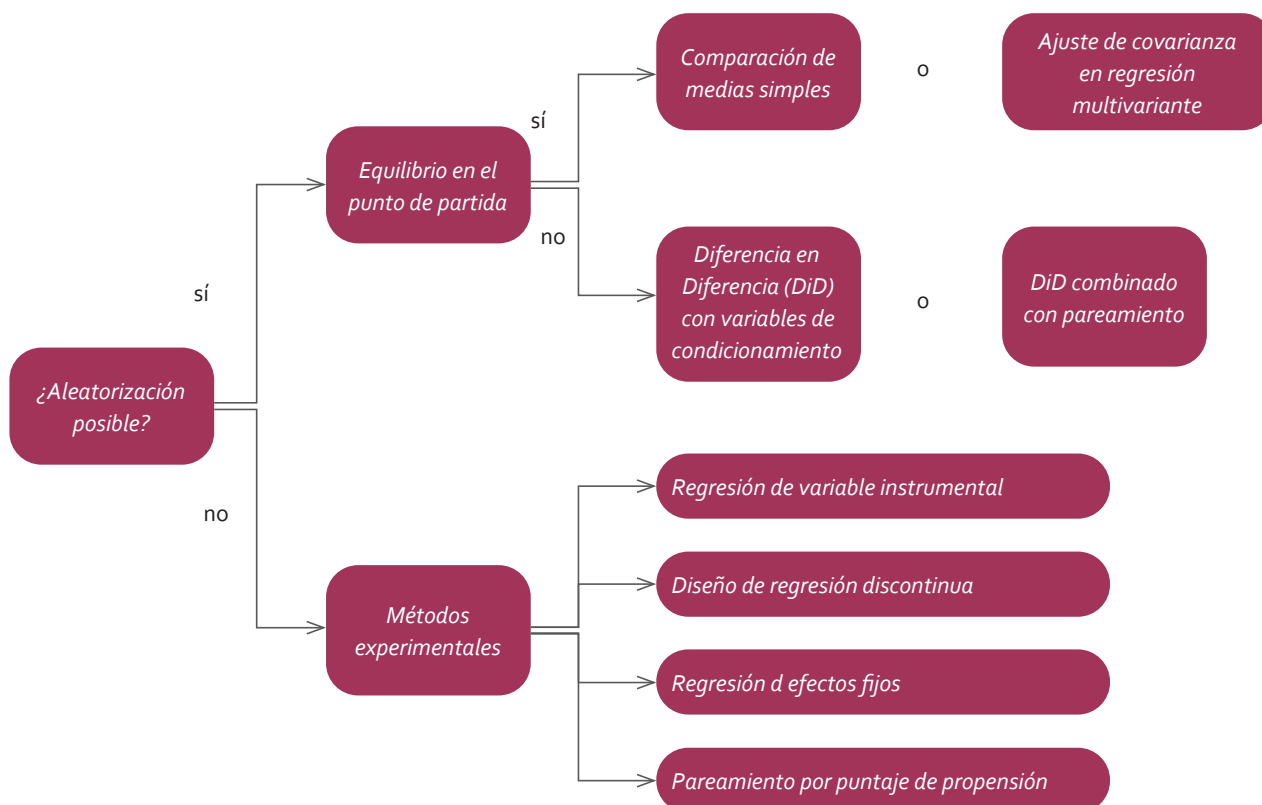 Comparación de
medias simples
o
Ajuste de covarianza
en regresión
multivariante
sí
Equilibrio en el
punto de partida
no
Diferencia en
Diferencia (DiD)
con variables de
condicionamiento
o
DiD combinado
con pareamiento
sí
¿Aleatorización
posible?
no
Métodos
experimentales
Regresión de variable instrumental
Diseño de regresión discontinua
Regresión d efectos fijos
Pareamiento por puntaje de propensión